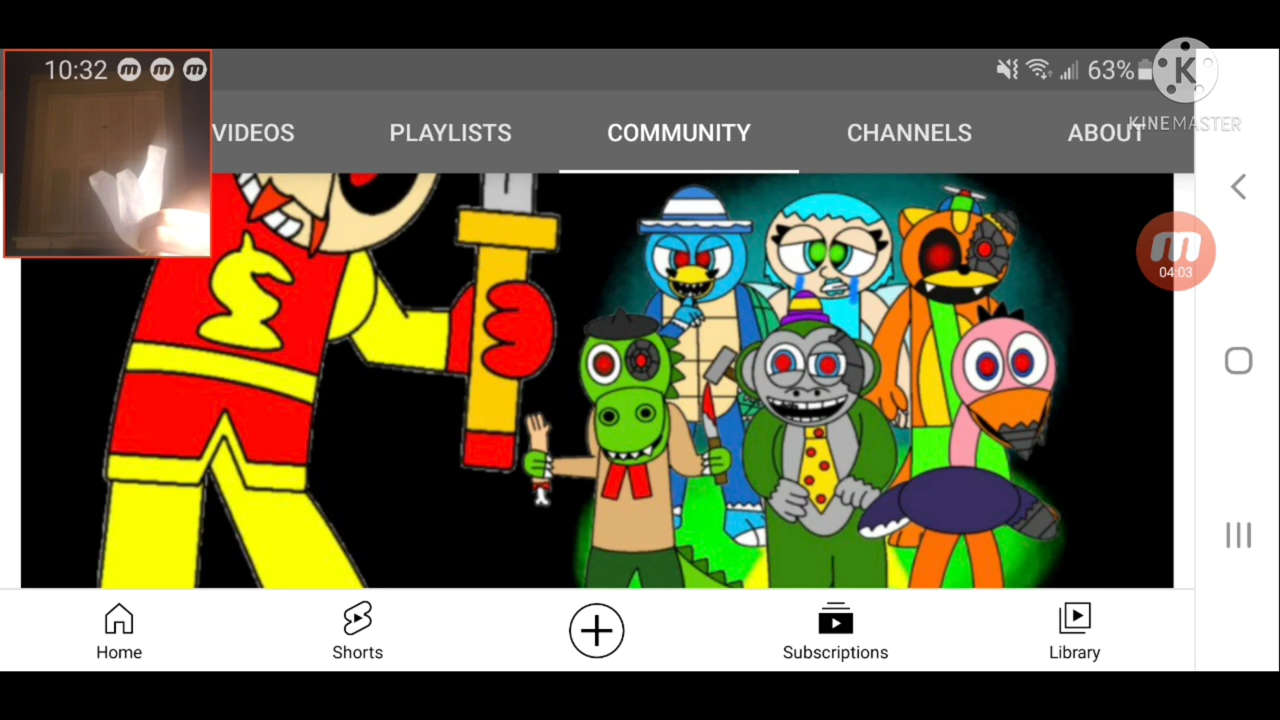 10:32
63%
K
KINEMASTER
VIDEOS
PLAYLISTS
COMMUNITY
CHANNELS
ABOUT
04:03
Home
Shorts
Subscriptions
Library